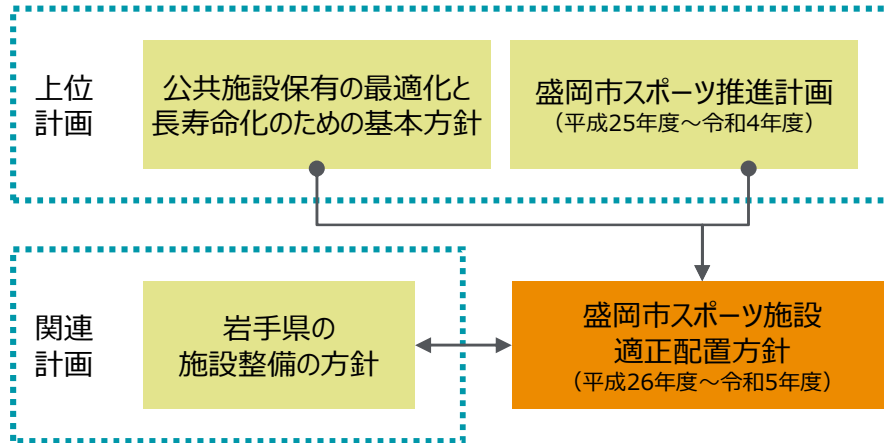 上位
計画
公共施設保有の最適化と
長寿命化のための基本方針
盛岡市スポーツ推進計画
（平成25年度～令和4年度）
関連
計画
岩手県の
施設整備の方針
盛岡市スポーツ施設
適正配置方針
（平成26年度～令和5年度）